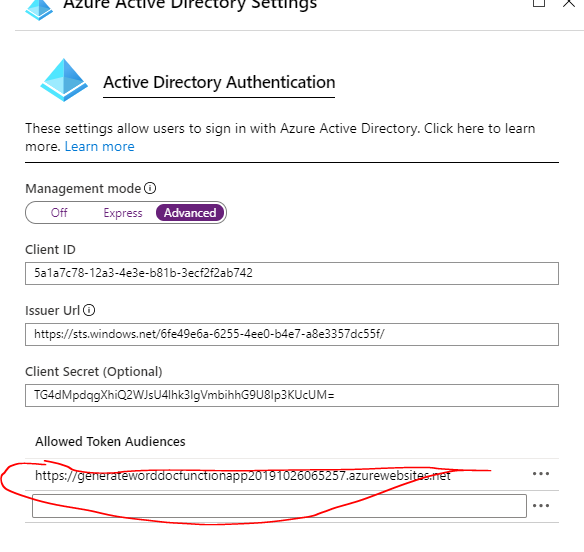 Azure Active Directory Settings
Active Directory Authentication
These settings allow users to sign in with Azure Active Directory. Click here to learn
more. Learn more
Management mode
Off Express Advanced
Client ID
5a1a7c78-12a3-4e3e-b81b-3ecf2f2ab742
Issuer Url
https://sts.windows.net/6fe49e6a-6255-4ee0-b4e7-a8e3357dc55f/
Client Secret (Optional)
TG4dMpdqgXhiQ2WJsU4lhk3lgVmbihhG9U8lp3KUcUM=
Allowed Token Audiences
https://generateworddocfunctionapp20191026065257.azurewebsites.net